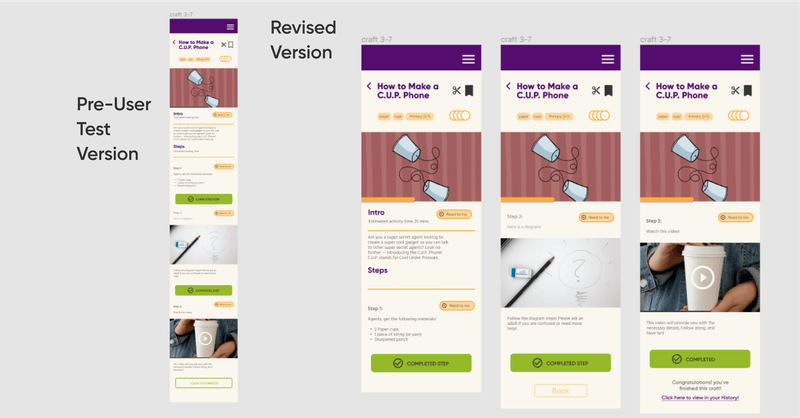 craft 3-7
Pre-User
Test
Version
How to Make a
C.U.P. Phone
Intro
Steps
COMPLETED STEP
COMPLETED STEP
Revised
Version
craft 3-7
How to Make a
C.U.P. Phone
paper
cups
Primary (3-7)
Intro
Read to me
Estimated activity time: 20 mins
Are you a super secret agent looking to
create a super cool gadget so you can talk
to other super secret agents? Look no
further – introducing the C.U.P. Phone!
C.U.P. stands for Cool Under Pressure.
Steps
Step 1:
Read to me
Agents, get the following materials!
• 2 Paper cups
• 1 piece of string (or yarn)
• Sharpened pencil
COMPLETED STEP
craft 3-7
How to Make a
C.U.P. Phone
paper
cups
Primary (3-7)
Step 2:
Read to me
Here is a diagram!
Follow the diagram steps! Please ask an
adult if you are confused or need more
help!
COMPLETED STEP
Back
craft 3-7
How to Make a
C.U.P. Phone
paper
cups
Primary (3-7)
Step 3:
Read to me
Watch this video!
This video will provide you with the
necessary details. Follow along, and
have fun!
COMPLETED
Congratulations! you've
finished this craft!
Click here to view in your History!